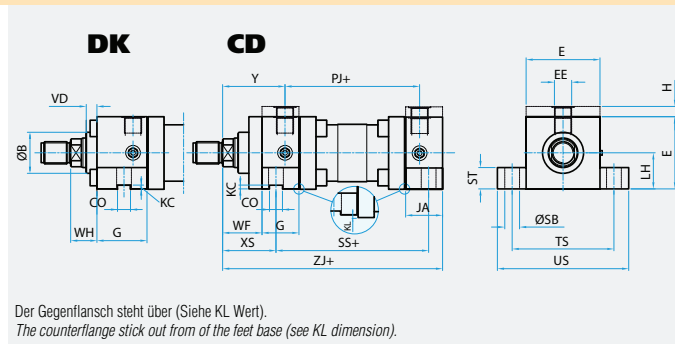 DK
CD
VD
ØB
CO
KC
WH
G
Y
PJ+
KC
CO
KL
JA
WF
G
XS
SS+
ZJ+
E
EE
H
E
LH
ST
ØSB
TS
US
Der Gegenflansch steht über (Siehe KL Wert).
The counterflange stick out from of the feet base (see KL dimension).